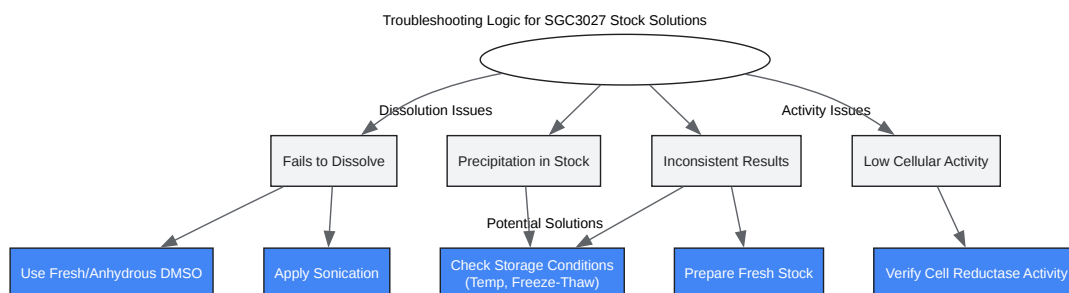 Troubleshooting Logic for SGC3027 Stock Solutions
Dissolution Issues
Activity Issues
Fails to Dissolve
Precipitation in Stock
Inconsistent Results
Low Cellular Activity
Potential Solutions
Use Fresh/Anhydrous DMSO
Apply Sonication
Check Storage Conditions
(Temp, Freeze-Thaw)
Prepare Fresh Stock
Verify Cell Reductase Activity